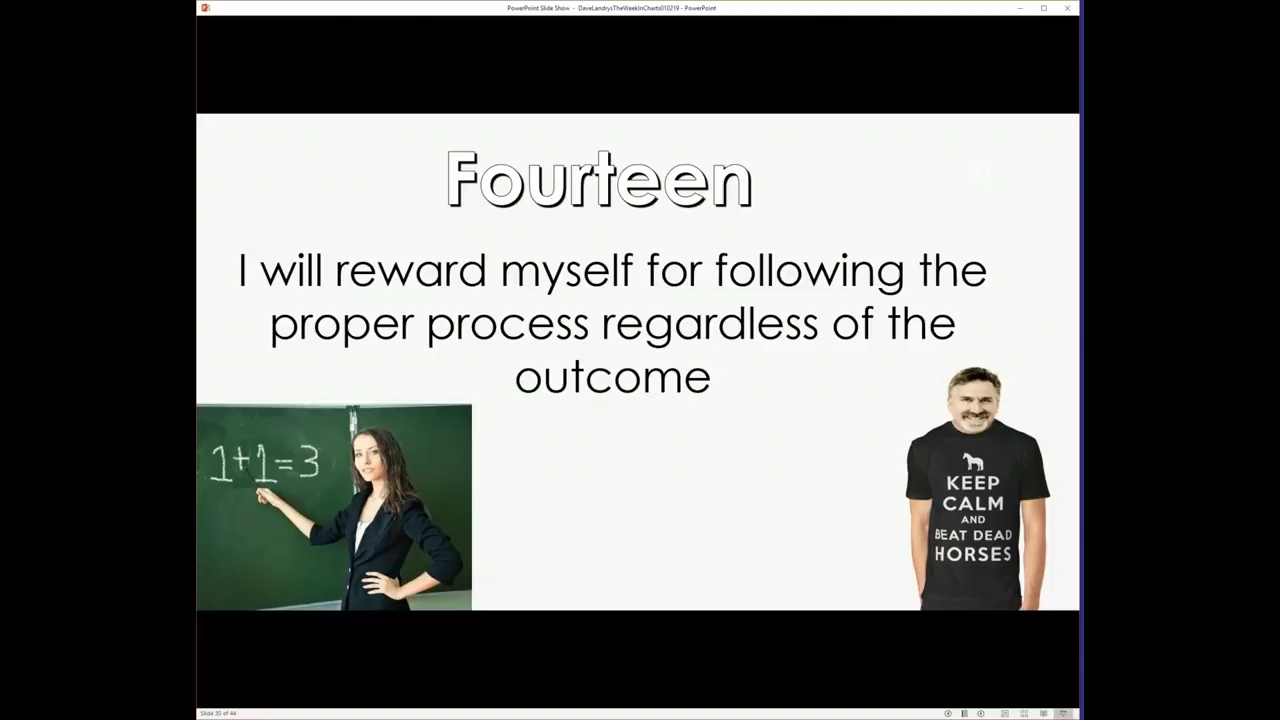 PowerPoint Slide Show - DaveLandrysTheWeekInCharts010219 - PowerPoint
Fourteen
I will reward myself for following the
proper process regardless of the
outcome
1+1=3
KEEP
CALM
AND
BEAT DEAD
HORSES
Slide 30 of 44